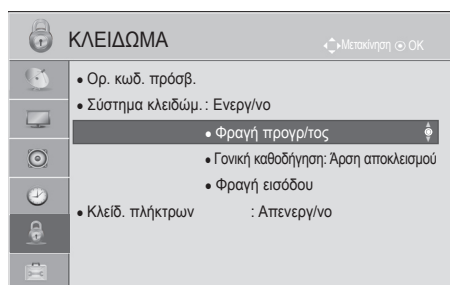 ΚΛΕΙΔΩΜΑ
Μετακίνηση OK
• Ορ. κωδ. πρόσβ.
• Σύστημα κλειδώμ. : Ενεργ/νο
• Φραγή προγρ/τος
• Γονική καθοδήγηση: Άρση αποκλεισμού
• Φραγή εισόδου
• Κλείδ. πλήκτρων : Απενεργ/νο